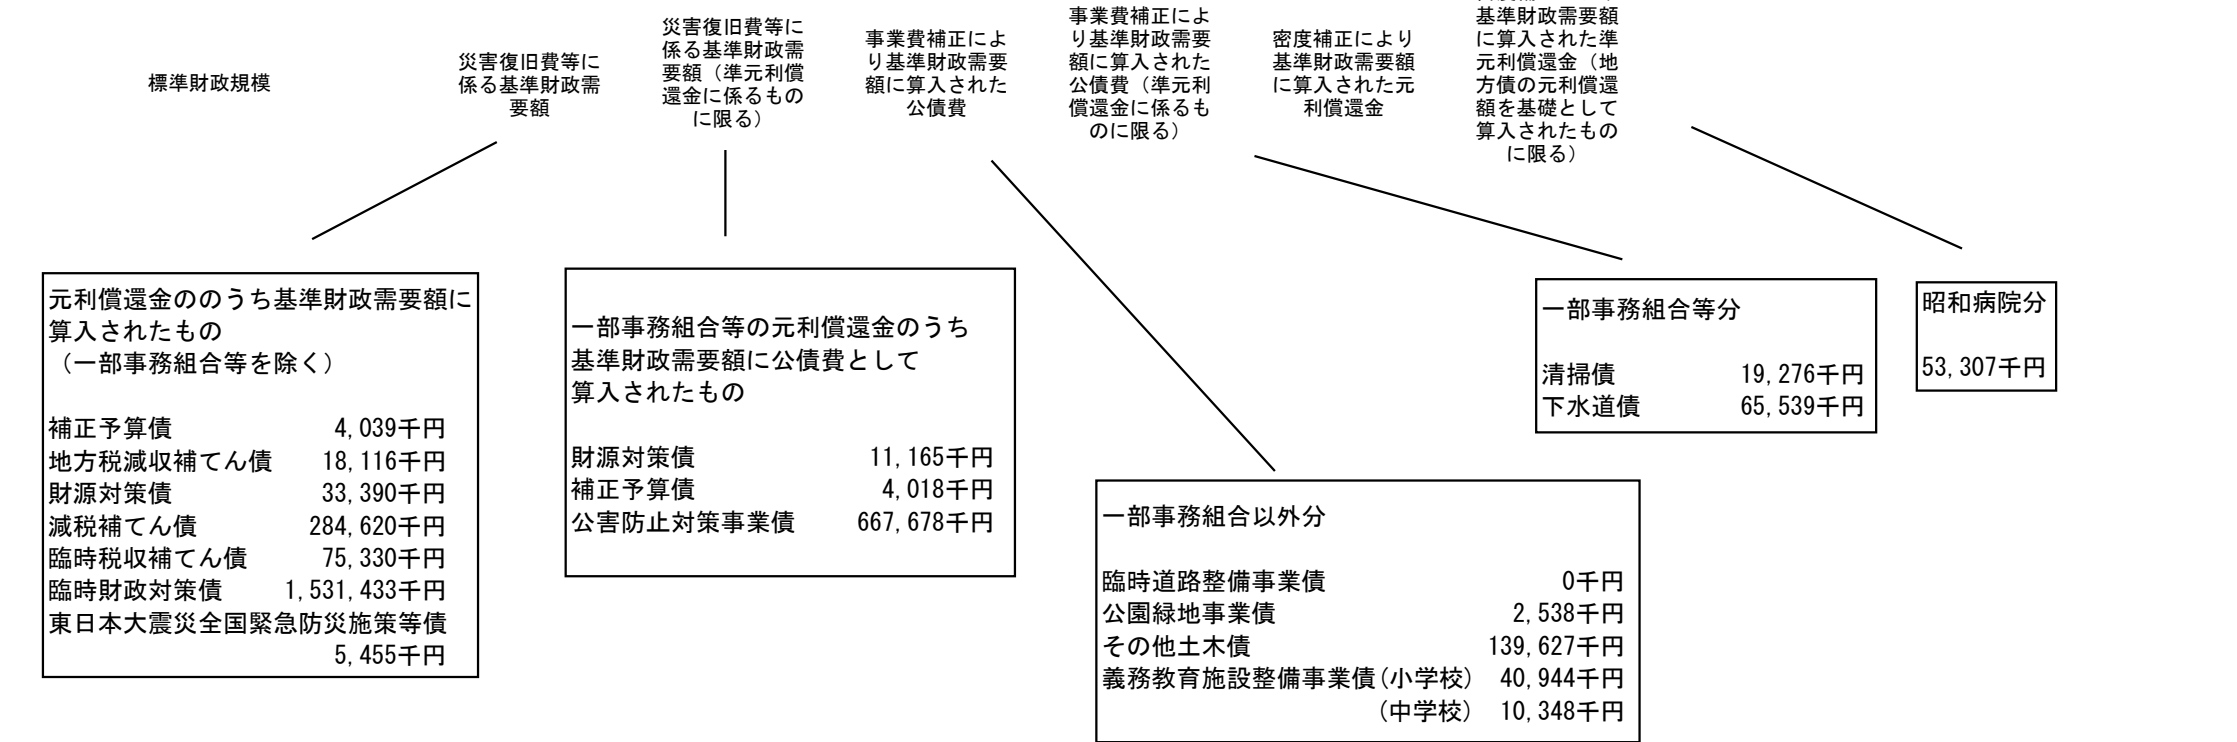 標準財政規模
災害復旧費等に
係る基準財政需
要額
災害復旧費等に
係る基準財政需
要額（準元利償
還金に係るもの
に限る）
事業費補正によ
り基準財政需要
額に算入された
公債費
事業費補正によ
り基準財政需要
額に算入された
公債費（準元利
償還金に係るも
のに限る）
密度補正により
基準財政需要額
に算入された元
利償還金
基準財政需要額
に算入された準
元利償還金（地
方債の元利償還
額を基礎として
算入されたもの
に限る）
元利償還金ののうち基準財政需要額に
算入されたもの
（一部事務組合等を除く）
補正予算債 4,039千円
地方税減収補てん債 18,116千円
財源対策債 33,390千円
減税補てん債 284,620千円
臨時税収補てん債 75,330千円
臨時財政対策債 1,531,433千円
東日本大震災全国緊急防災施策等債
5,455千円
一部事務組合等の元利償還金のうち
基準財政需要額に公債費として
算入されたもの
財源対策債 11,165千円
補正予算債 4,018千円
公害防止対策事業債 667,678千円
一部事務組合以外分
臨時道路整備事業債 0千円
公園緑地事業債 2,538千円
その他土木債 139,627千円
義務教育施設整備事業債(小学校) 40,944千円
(中学校) 10,348千円
一部事務組合等分
清掃債 19,276千円
下水道債 65,539千円
昭和病院分
53,307千円